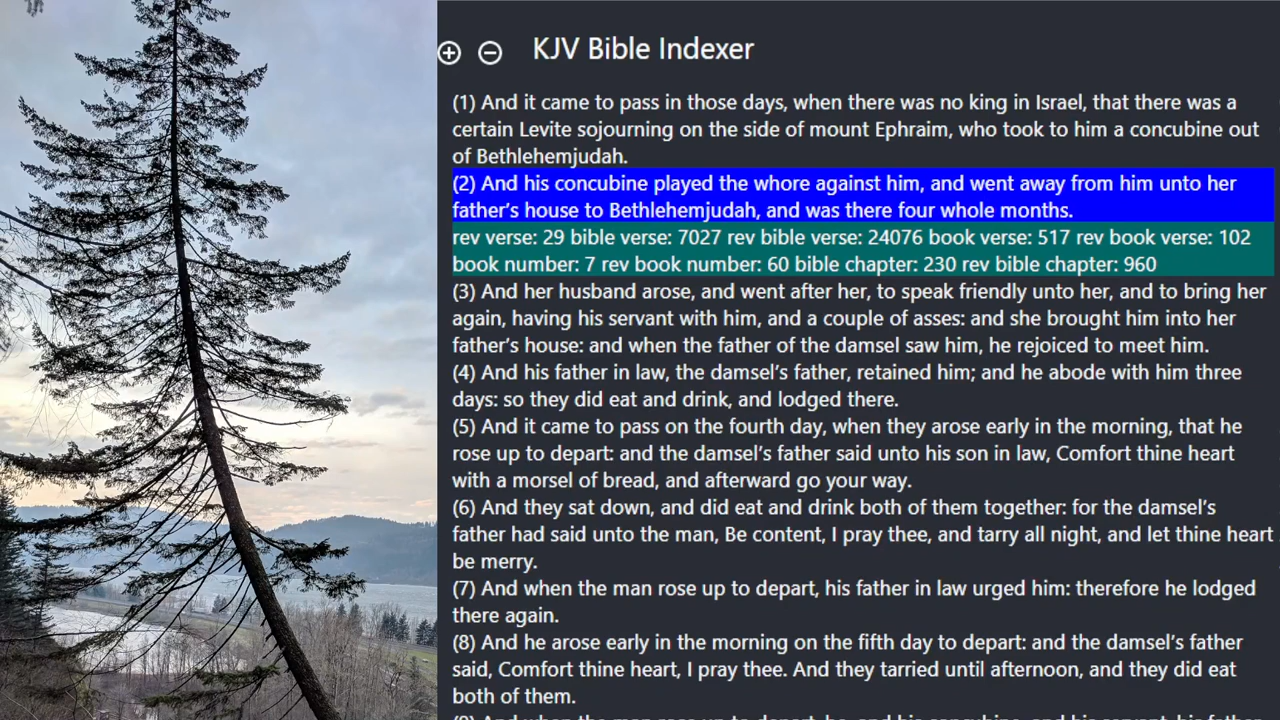 KJV Bible Indexer
(1) And it came to pass in those days, when there was no king in Israel, that there was a
certain Levite sojourning on the side of mount Ephraim, who took to him a concubine out
of Bethlehemjudah.
(2) And his concubine played the whore against him, and went away from him unto her
father’s house to Bethlehemjudah, and was there four whole months.
rev verse: 29 bible verse: 7027 rev bible verse: 24076 book verse: 517 rev book verse: 102
book number: 7 rev book number: 60 bible chapter: 230 rev bible chapter: 960
(3) And her husband arose, and went after her, to speak friendly unto her, and to bring her
again, having his servant with him, and a couple of asses: and she brought him into her
father’s house: and when the father of the damsel saw him, he rejoiced to meet him.
(4) And his father in law, the damsel’s father, retained him; and he abode with him three
days: so they did eat and drink, and lodged there.
(5) And it came to pass on the fourth day, when they arose early in the morning, that he
rose up to depart: and the damsel’s father said unto his son in law, Comfort thine heart
with a morsel of bread, and afterward go your way.
(6) And they sat down, and did eat and drink both of them together: for the damsel’s
father had said unto the man, Be content, I pray thee, and tarry all night, and let thine heart
be merry.
(7) And when the man rose up to depart, his father in law urged him: therefore he lodged
there again.
(8) And he arose early in the morning on the fifth day to depart: and the damsel’s father
said, Comfort thine heart, I pray thee. And they tarried until afternoon, and they did eat
both of them.